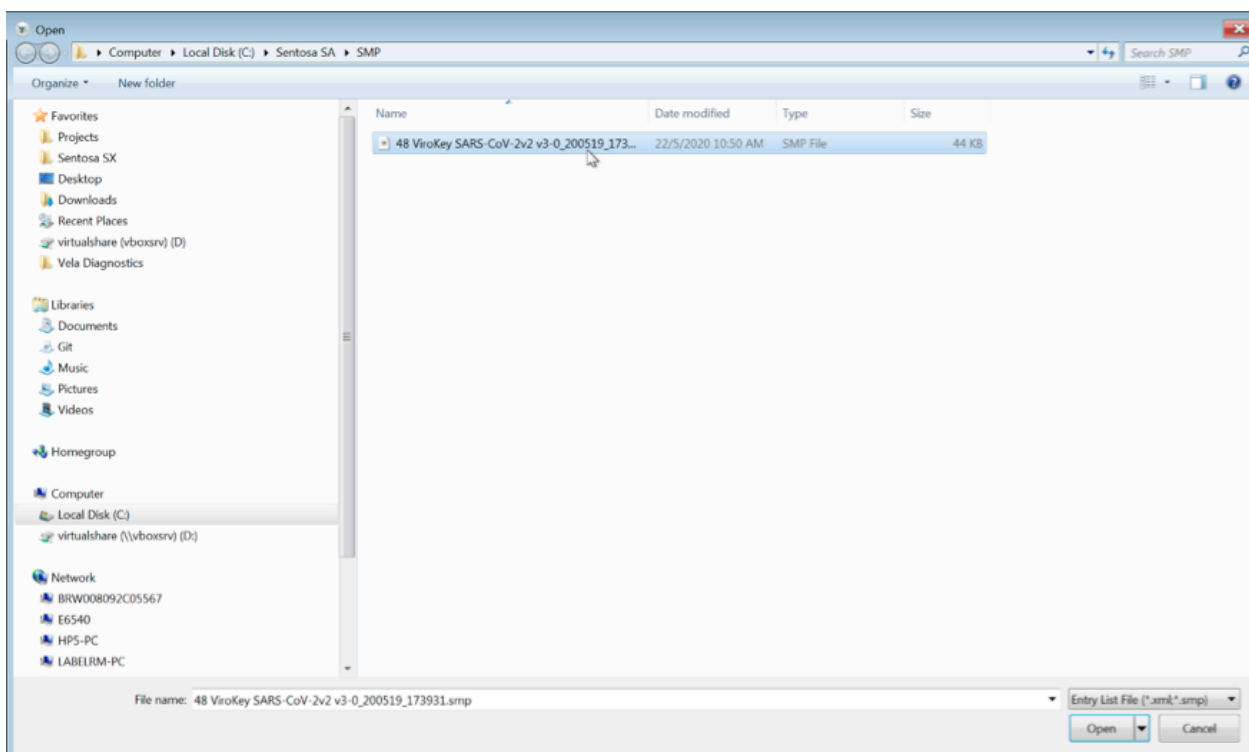 Open
Computer ▸ Local Disk (C:) ▸ Sentosa SA ▸ SMP
Search SMP
Organize
New folder
Name
Date modified
Type
Size
48 ViroKey SARS-CoV-2v2 v3-0_200519_173...
22/5/2020 10:50 AM
SMP File
44 KB
Favorites
Projects
Sentosa SX
Desktop
Downloads
Recent Places
virtualshare (vboxsrv) (D)
Vela Diagnostics
Libraries
Documents
Git
Music
Pictures
Videos
Homegroup
Computer
Local Disk (C:)
virtualshare (\\vboxsrv) (D:)
Network
BRW008092C05567
E6540
HP5-PC
LABELRM-PC
File name: 48 ViroKey SARS-CoV-2v2 v3-0_200519_173931.smp
Entry List File (*.xml;*.smp)
Open
Cancel